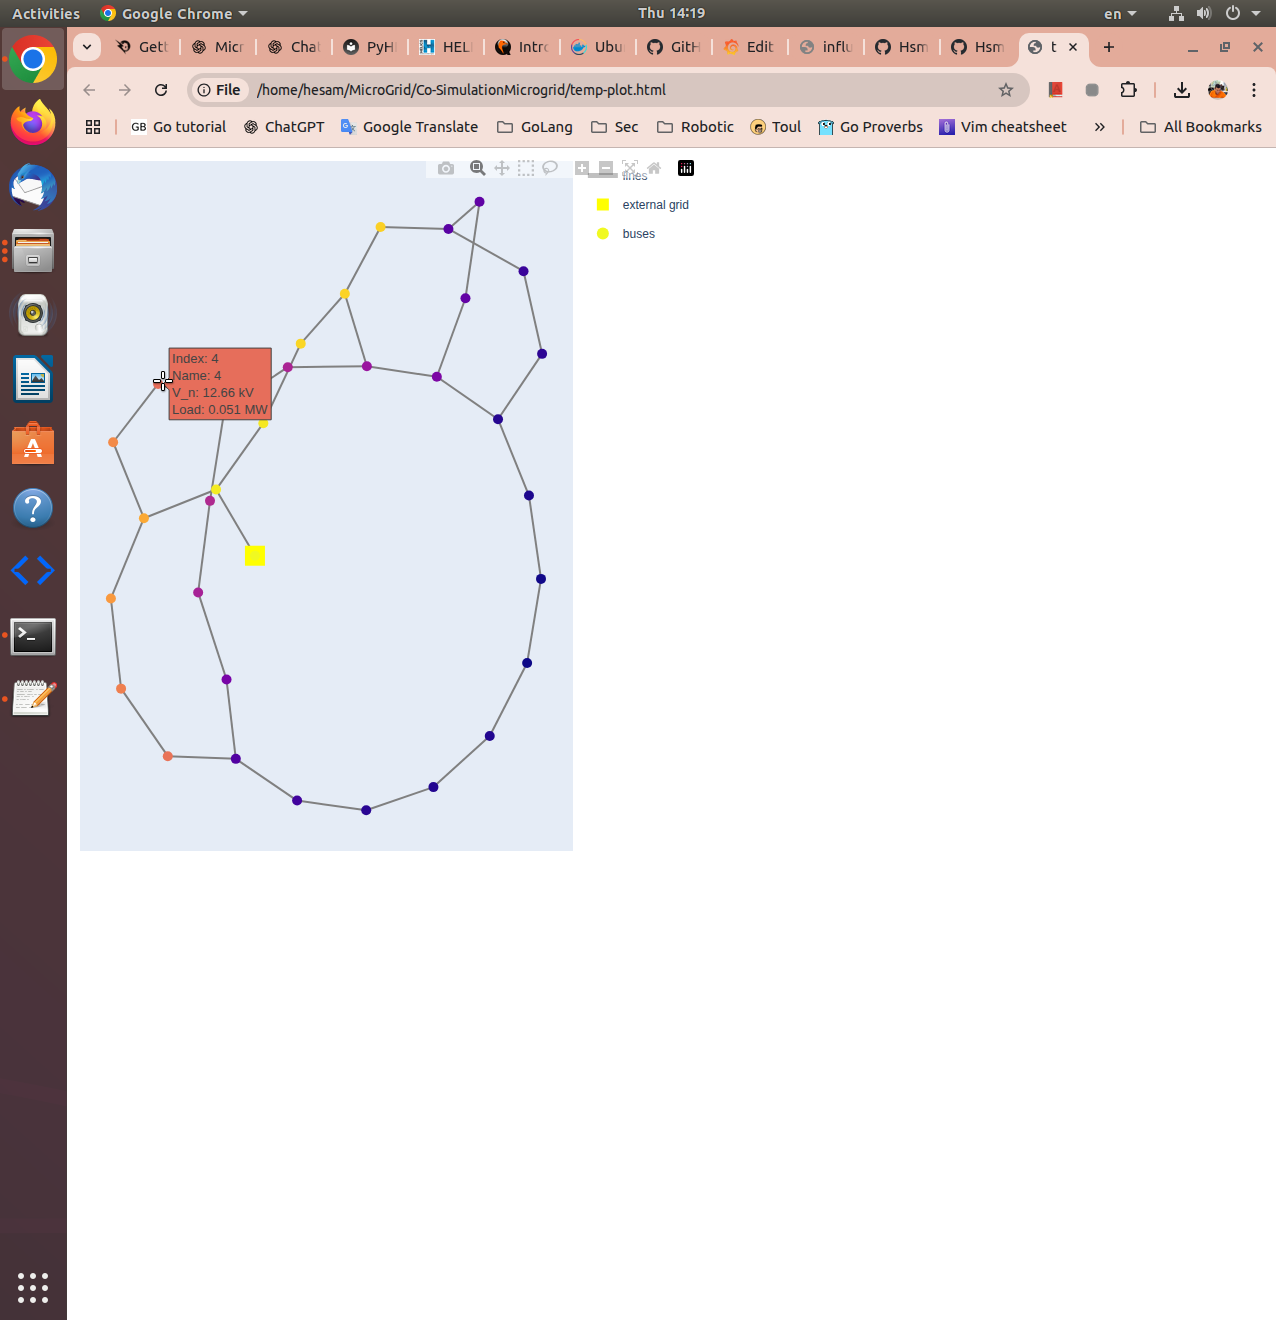 Activities
Google Chrome
Thu 14:19
en
Gett
Micr
Chat
PyH
HEL
Intro
Ubu
GitH
Edit
influ
Hsm
Hsm
t
File
/home/hesam/MicroGrid/Co-SimulationMicrogrid/temp-plot.html
GB
Go tutorial
ChatGPT
Google Translate
GoLang
Sec
Robotic
Toul
Go Proverbs
Vim cheatsheet
All Bookmarks
lines
external grid
buses
Index: 4
Name: 4
V_n: 12.66 kV
Load: 0.051 MW